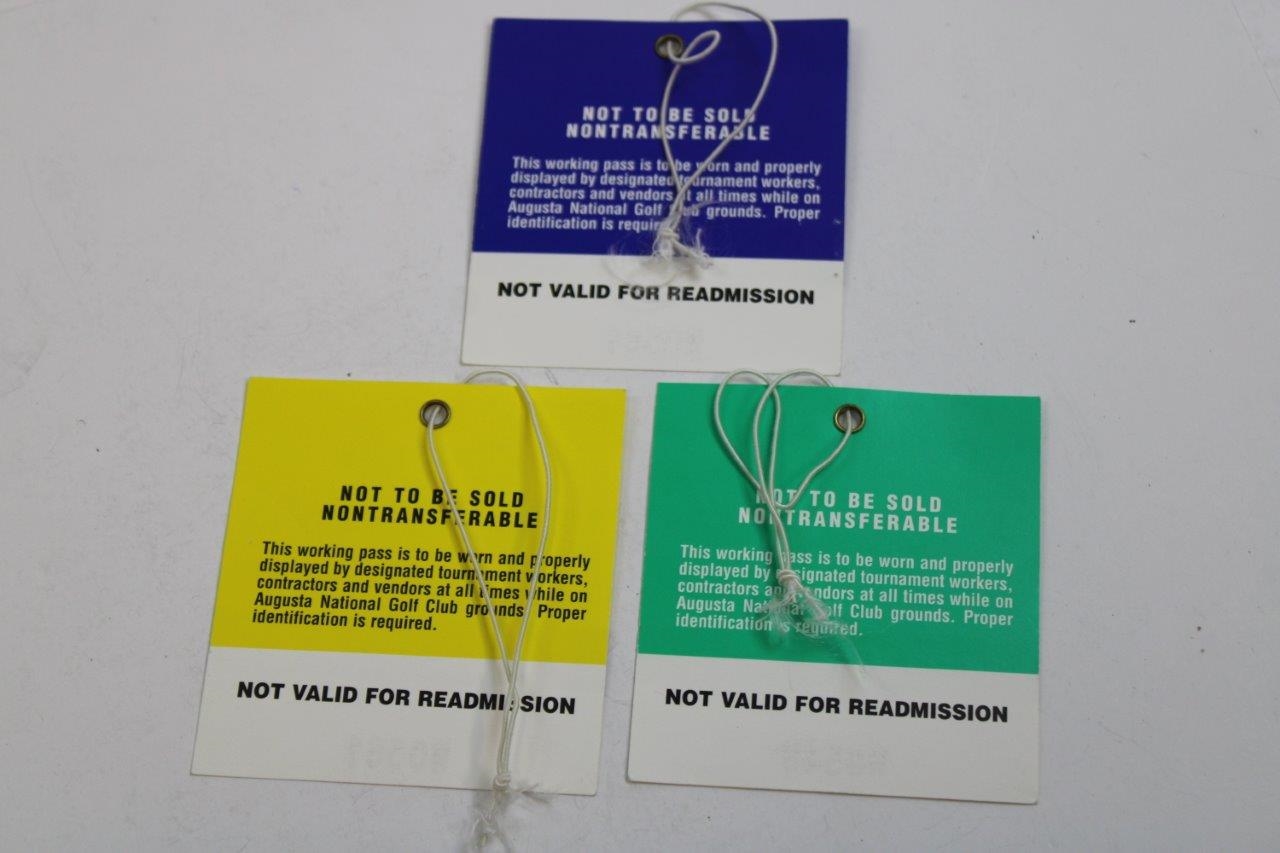 NOT TO BE SOLD
NONTRANSFERABLE
This working pass is to be worn and properly
displayed by designated tournament workers,
contractors and vendors at all times while on
Augusta National Golf Club grounds. Proper
identification is required.
NOT VALID FOR READMISSION
NOT TO BE SOLD
NONTRANSFERABLE
This working pass is to be worn and properly
displayed by designated tournament workers,
contractors and vendors at all times while on
Augusta National Golf Club grounds. Proper
identification is required.
NOT VALID FOR READMISSION
NOT TO BE SOLD
NONTRANSFERABLE
This working pass is to be worn and properly
displayed by designated tournament workers,
contractors and vendors at all times while on
Augusta National Golf Club grounds. Proper
identification is required.
NOT VALID FOR READMISSION